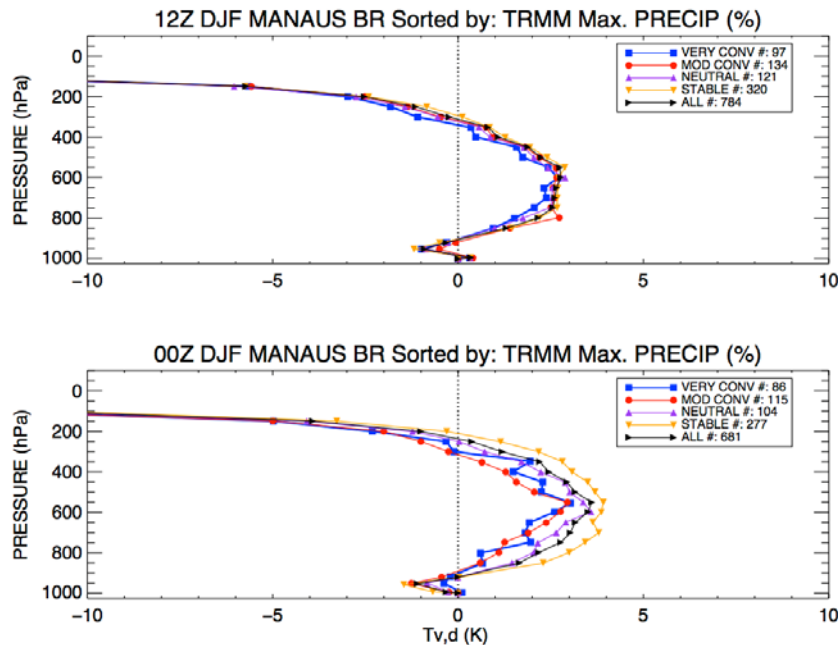 12Z DJF MANAUS BR Sorted by: TRMM Max. PRECIP (%)
VERY CONV #: 97
MOD CONV #: 134
NEUTRAL #: 121
STABLE #: 320
ALL #: 784
PRESSURE (hPa)
0
200
400
600
800
1000
-10
-5
0
5
10
00Z DJF MANAUS BR Sorted by: TRMM Max. PRECIP (%)
VERY CONV #: 86
MOD CONV #: 115
NEUTRAL #: 104
STABLE #: 277
ALL #: 681
PRESSURE (hPa)
0
200
400
600
800
1000
-10
-5
0
5
10
Tv,d (K)